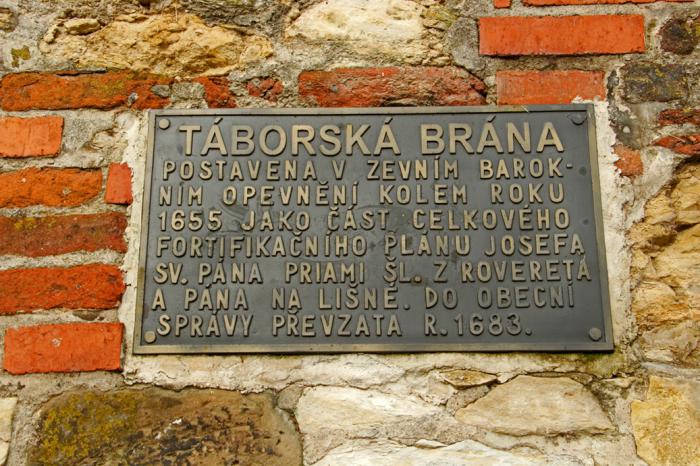 TÁBORSKÁ BRÁNA
POSTAVENA V ZEVNÍM BAROK-
NÍM OPEVNĚNÍ KOLEM ROKU
1655 JAKO ČÁST CELKOVÉHO
FORTIFIKAČNÍHO PLÁNU JOSEFA
SV. PÁNA PRIAMI ŠL. Z ROVERETA
A PÁNA NA LIŠNĚ. DO OBECNÍ
SPRÁVY PŘEVZATA R. 1683.